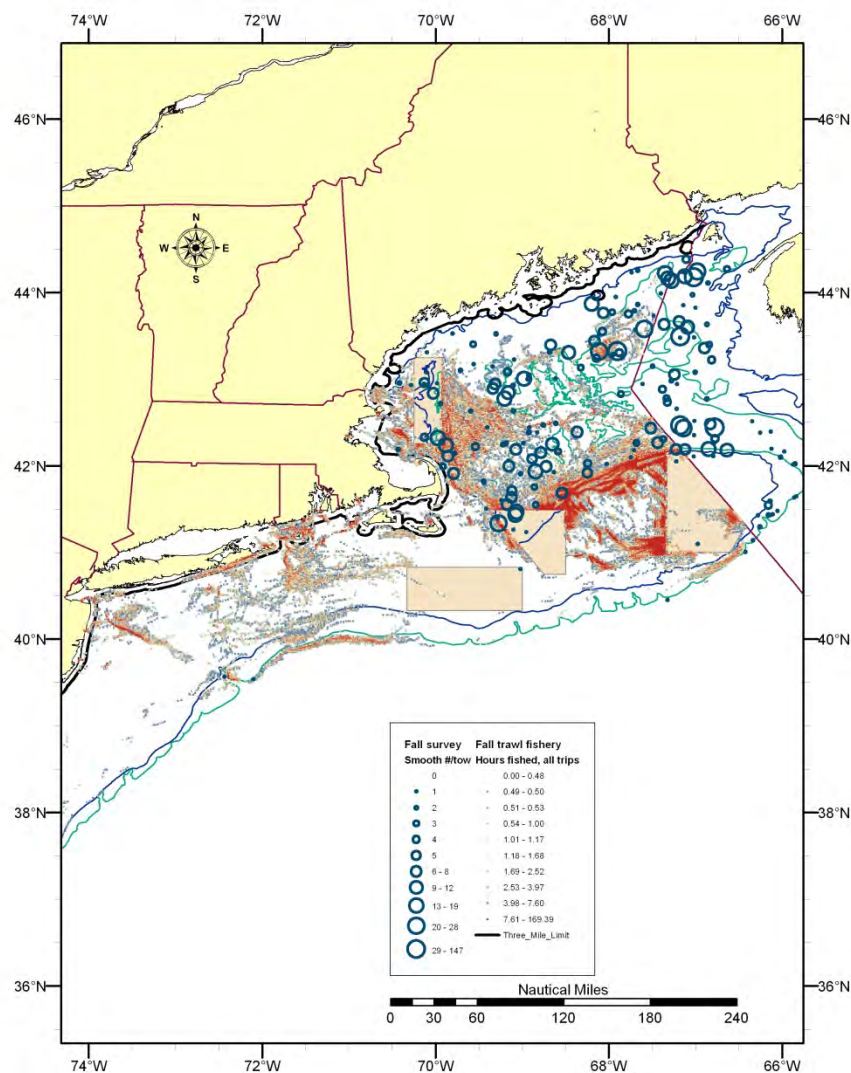 74°W 72°W 70°W 68°W 66°W
46°N 46°N
N
W E
S
44°N 44°N
42°N 42°N
40°N 40°N
Fall survey Fall trawl fishery
Smooth #/tow Hours fished, all trips
0 0.00 - 0.48
1 0.49 - 0.50
2 0.51 - 0.53
3 0.54 - 1.00
4 1.01 - 1.17
5 1.18 - 1.68
6 - 8 1.69 - 2.52
9 - 12 2.53 - 3.97
13 - 19 3.98 - 7.60
20 - 28 7.61 - 169.39
29 - 147 Three_Mile_Limit
38°N 38°N
36°N 36°N
Nautical Miles
0 15 30 60 120 180 240
74°W 72°W 70°W 68°W 66°W